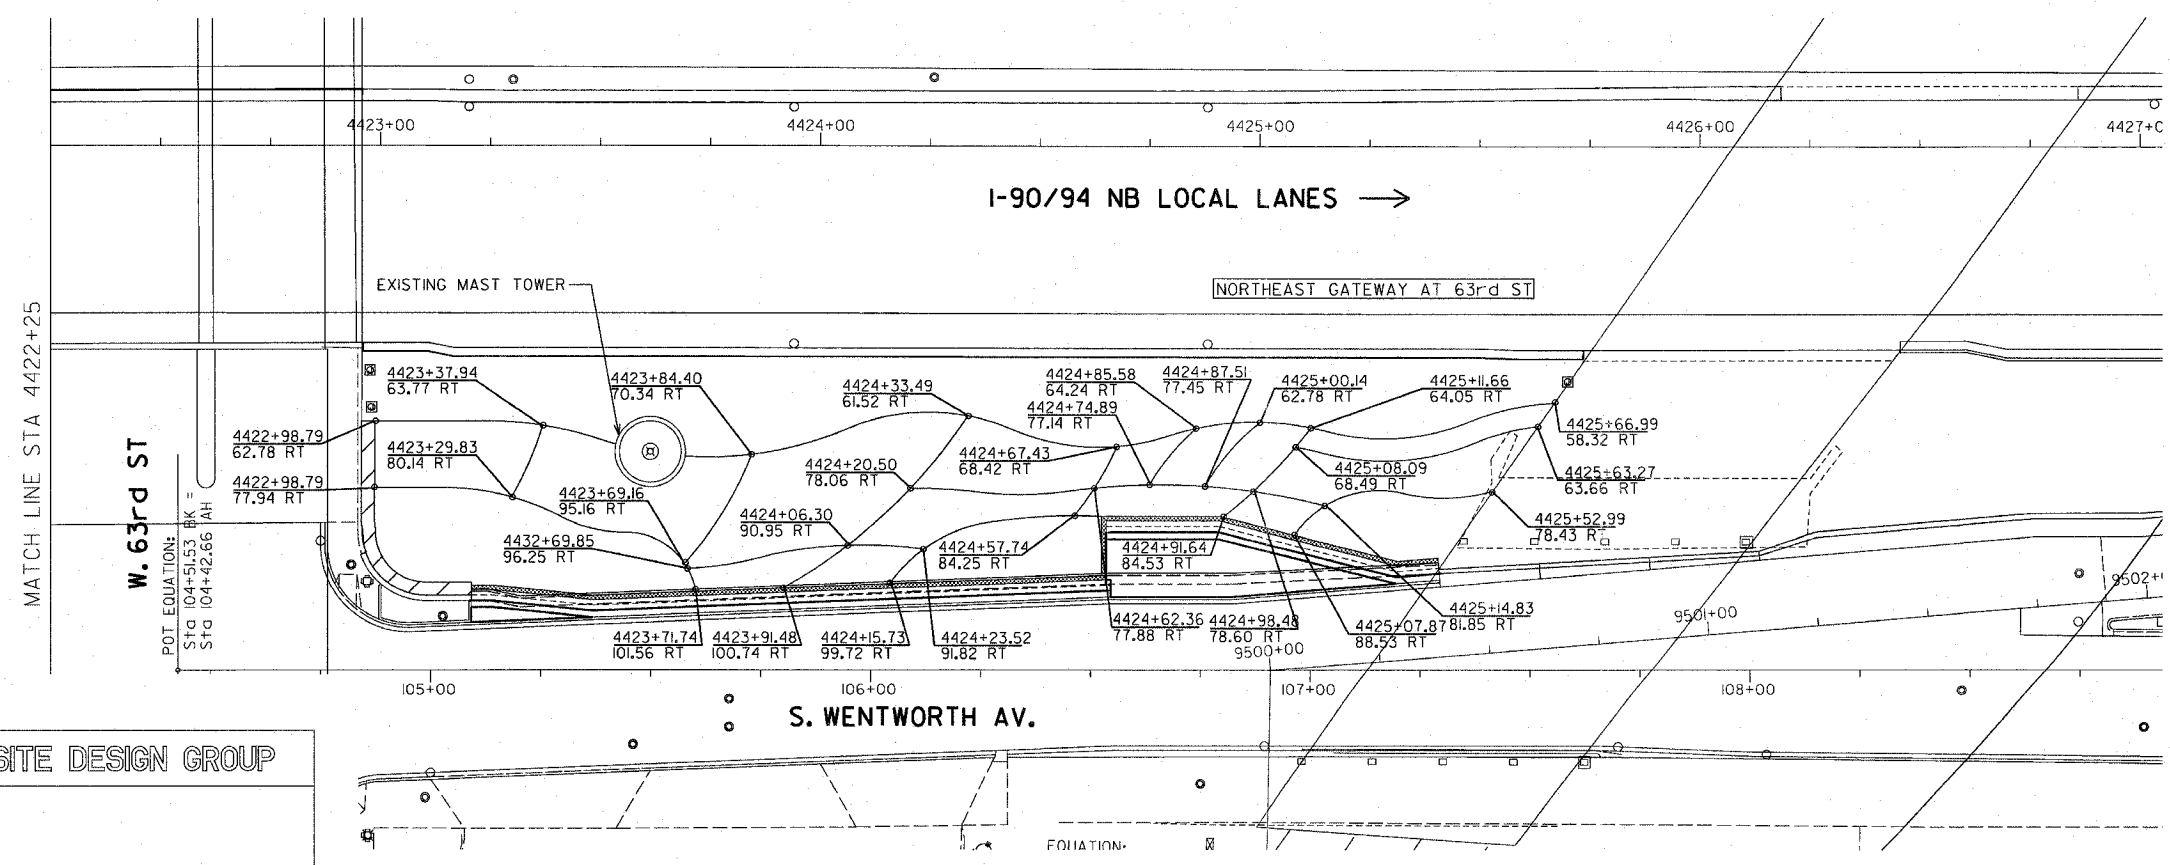 4423+00
4424+00
4425+00
4426+00
I-90/94 NB LOCAL LANES
EXISTING MAST TOWER
NORTHEAST GATEWAY AT 63rd ST
MATCH LINE STA 4422+25
W. 63rd ST
POT EQUATION:
Sta 104+51.53 BK =
Sta 104+42.66 AH
4423+37.94
63.77 RT
4423+84.40
70.34 RT
4424+33.49
61.52 RT
4424+85.58
64.24 RT
4424+87.51
77.45 RT
4425+00.14
62.78 RT
4425+11.66
64.05 RT
4424+74.89
77.14 RT
4422+98.79
62.78 RT
4423+29.83
80.14 RT
4424+67.43
68.42 RT
4425+66.99
58.32 RT
4424+20.50
78.06 RT
4425+08.09
68.49 RT
4425+63.27
63.66 RT
4422+98.79
77.94 RT
4423+69.16
95.16 RT
4424+06.30
90.95 RT
4425+52.99
78.43 RT
4432+69.85
96.25 RT
4424+57.74
84.25 RT
4424+91.64
84.53 RT
4423+71.74
101.56 RT
4423+91.48
100.74 RT
4424+15.73
99.72 RT
4424+23.52
91.82 RT
4424+62.36
77.88 RT
4424+98.48
78.60 RT
4425+07.87
88.53 RT
4425+14.83
81.85 RT
9500+00
9501+00
105+00
106+00
107+00
108+00
S. WENTWORTH AV.
SITE DESIGN GROUP
EQUATION: